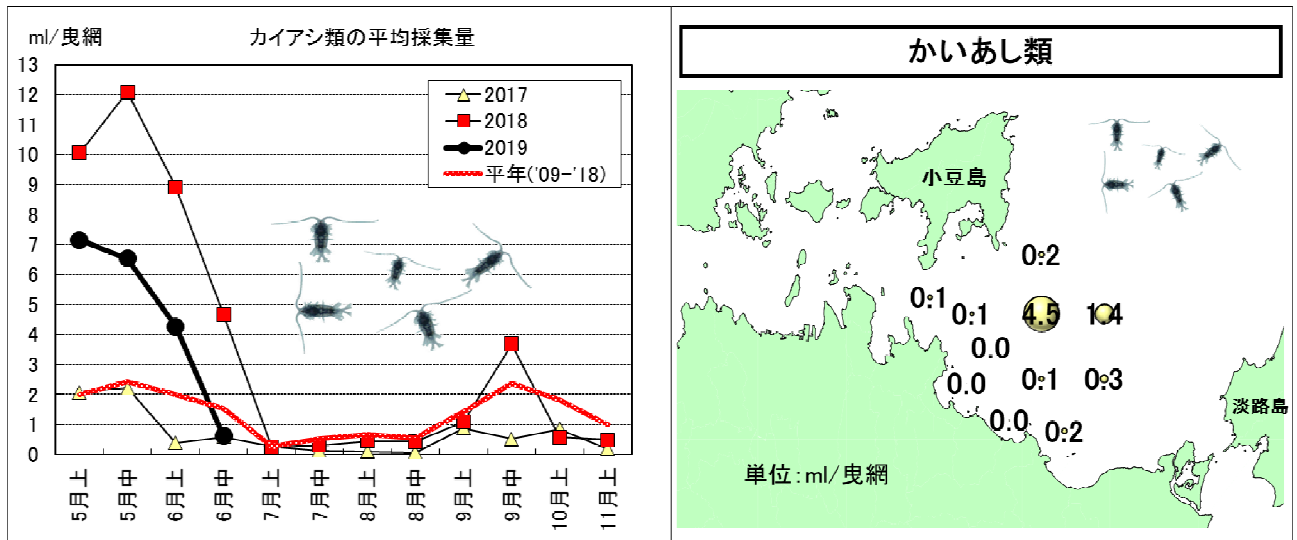 ml/曳網
カイアシ類の平均採集量
13
12
11
10
9
8
7
6
5
4
3
2
1
0
2017
2018
2019
平年('09-'18)
5月上
5月中
6月上
6月中
7月上
7月中
8月上
8月中
9月上
9月中
10月上
11月上
かいあし類
小豆島
0.2
0.1
0.1
4.5
1.4
0.0
0.0
0.1
0.3
0.0
0.2
淡路島
単位:ml/曳網